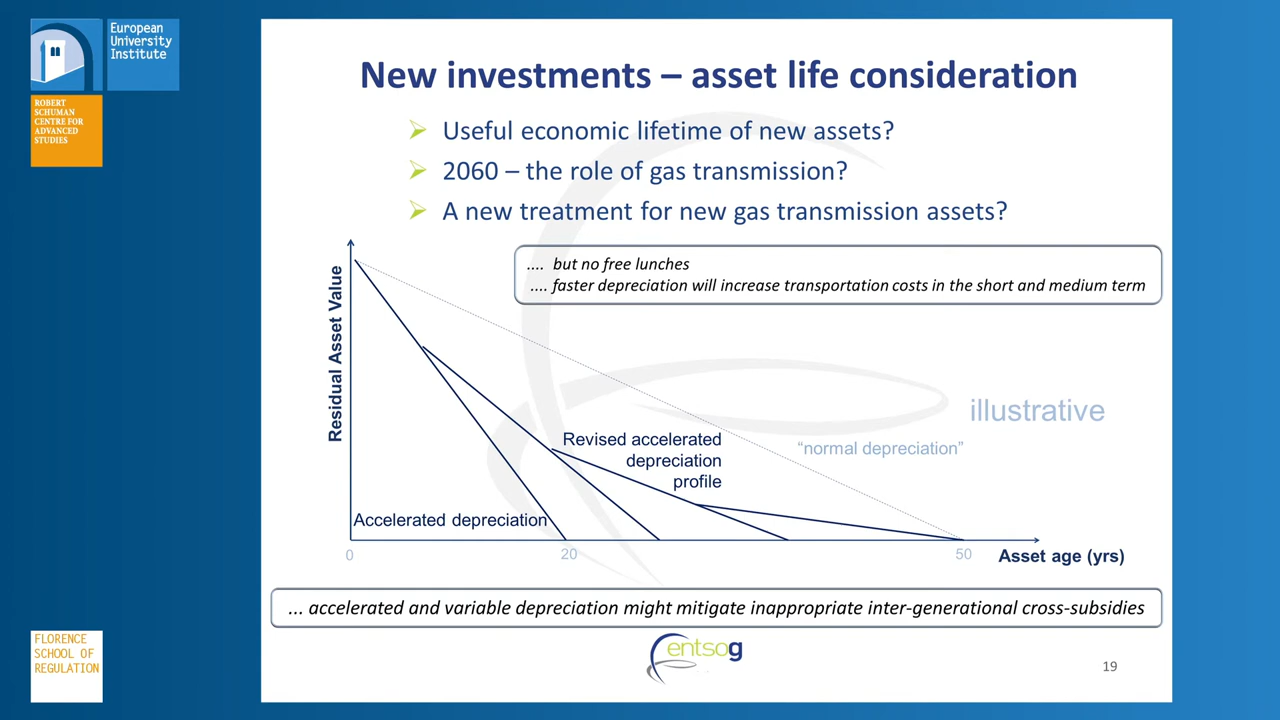 European
University
Institute
ROBERT
SCHUMAN
CENTRE FOR
ADVANCED
STUDIES
New investments – asset life consideration
Useful economic lifetime of new assets?
2060 – the role of gas transmission?
A new treatment for new gas transmission assets?
.... but no free lunches
.... faster depreciation will increase transportation costs in the short and medium term
Residual Asset Value
illustrative
"normal depreciation"
Revised accelerated
depreciation
profile
Accelerated depreciation
0
20
50
Asset age (yrs)
... accelerated and variable depreciation might mitigate inappropriate inter-generational cross-subsidies
FLORENCE
SCHOOL OF
REGULATION
entsog
19